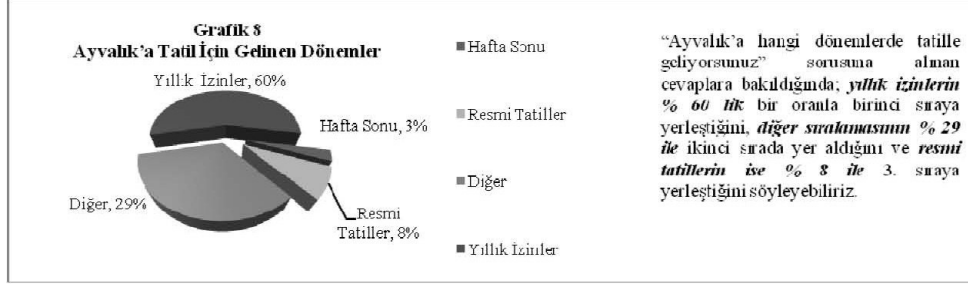 Grafik 8
Ayvalık'a Tatil İçin Gelinen Dönemler
Yıllık İzinler, 60%
Hafta Sonu, 3%
Diğer, 29%
Resmi
Tatiller, 8%
Hafta Sonu
Resmi Tatiller
Diğer
Yıllık İzinler
“Ayvalık'a hangi dönemlerde tatille
geliyorsunuz” sorusuna alınan
cevaplara bakıldığında; yıllık izinlerin
% 60 lik bir oranla birinci sıraya
yerleştiğini, diğer sıralamasının % 29
ile ikinci sırada yer aldığını ve resmi
tatillerin ise % 8 ile 3. sıraya
yerleştiğini söyleyebiliriz.